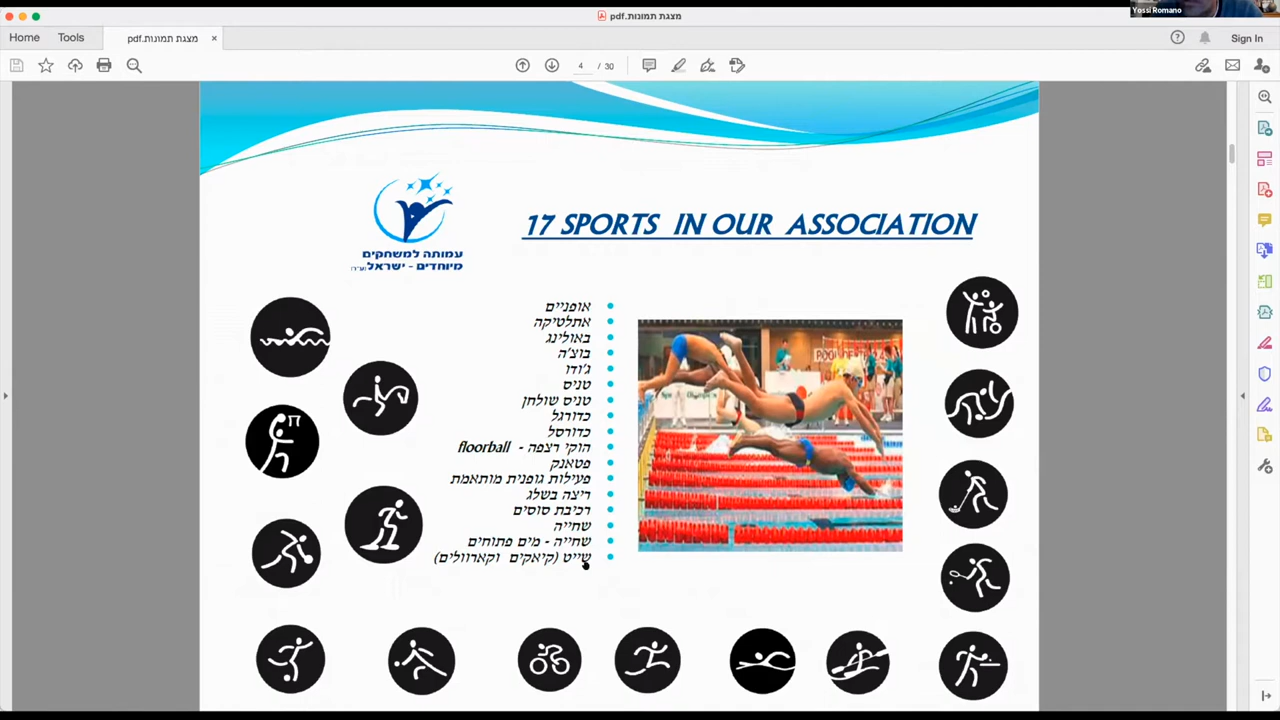 מצגת תמונות.pdf
Yossi Romano
Home
Tools
מצגת תמונות.pdf
Sign In
4 / 30
17 SPORTS IN OUR ASSOCIATION
עמותה למשחקים
מיוחדים - ישראל (ע"ר)
אופניים
אתלטיקה
באולינג
בוצ'ה
ג'ודו
טניס
טניס שולחן
כדורגל
כדורסל
הוקי רצפה - floorball
פטאנק
פעילות גופנית מותאמת
ריצה בשלג
רכיבת סוסים
שחייה
שחייה - מים פתוחים
שייט (קיאקים וקארוולים)